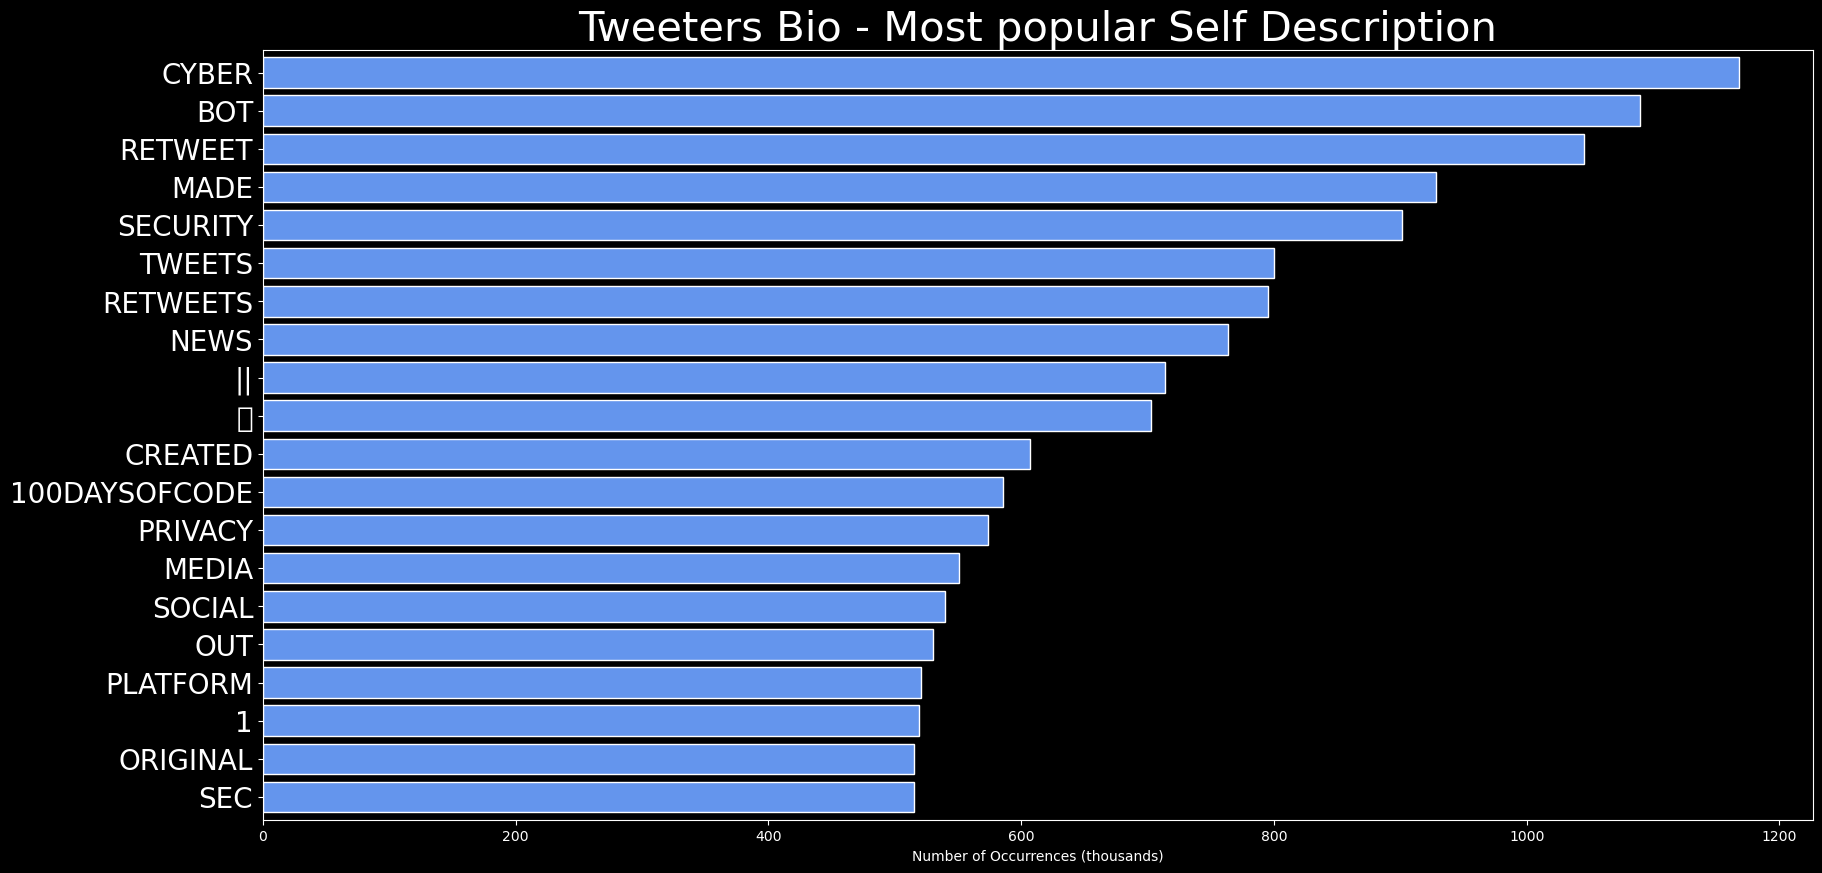 Tweeters Bio - Most popular Self Description
CYBER
BOT
RETWEET
MADE
SECURITY
TWEETS
RETWEETS
NEWS
||
CREATED
100DAYSOFCODE
PRIVACY
MEDIA
SOCIAL
OUT
PLATFORM
1
ORIGINAL
SEC
0 200 400 600 800 1000 1200
Number of Occurrences (thousands)